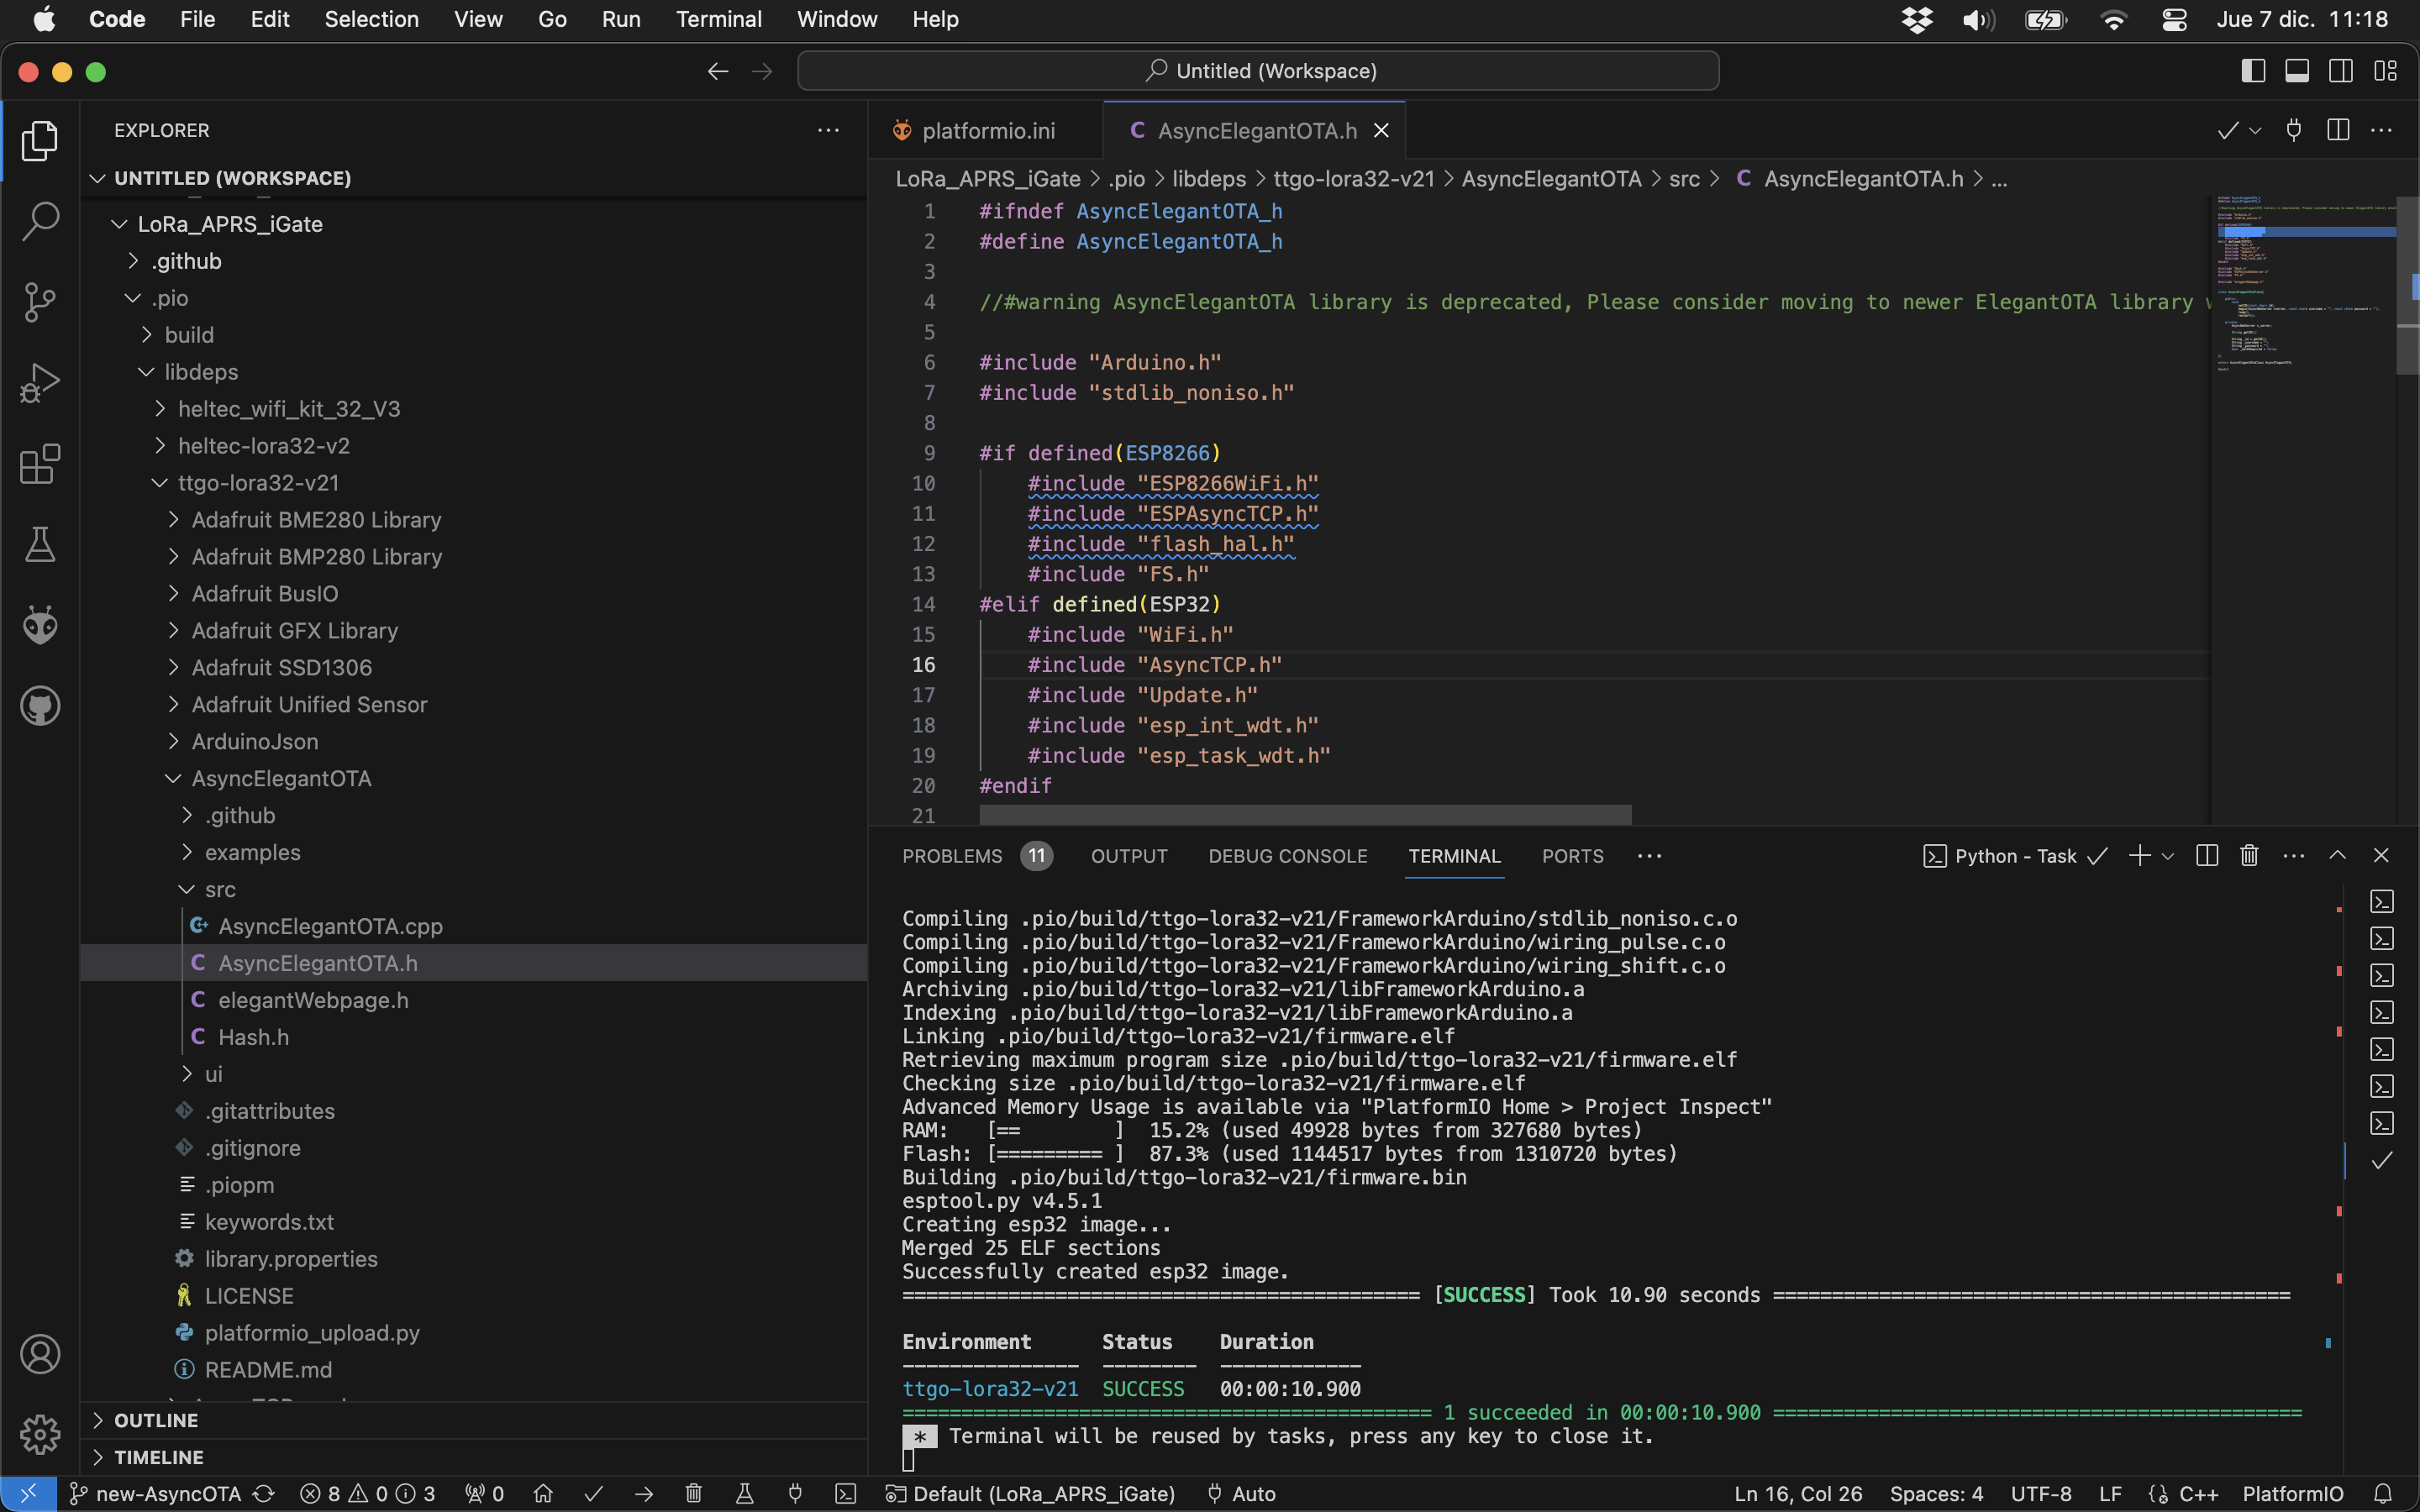 Code File Edit Selection View Go Run Terminal Window Help Jue 7 dic. 11:18
Untitled (Workspace)
EXPLORER
UNTITLED (WORKSPACE)
LoRa_APRS_iGate
.github
.pio
build
libdeps
heltec_wifi_kit_32_V3
heltec-lora32-v2
ttgo-lora32-v21
Adafruit BME280 Library
Adafruit BMP280 Library
Adafruit BusIO
Adafruit GFX Library
Adafruit SSD1306
Adafruit Unified Sensor
ArduinoJson
AsyncElegantOTA
.github
examples
src
AsyncElegantOTA.cpp
AsyncElegantOTA.h
elegantWebpage.h
Hash.h
ui
.gitattributes
.gitignore
.piopm
keywords.txt
library.properties
LICENSE
platformio_upload.py
README.md
OUTLINE
TIMELINE
platformio.ini
C AsyncElegantOTA.h
LoRa_APRS_iGate > .pio > libdeps > ttgo-lora32-v21 > AsyncElegantOTA > src > C AsyncElegantOTA.h > ...
1 #ifndef AsyncElegantOTA_h
2 #define AsyncElegantOTA_h
3
4 //#warning AsyncElegantOTA library is deprecated, Please consider moving to newer ElegantOTA library
5
6 #include "Arduino.h"
7 #include "stdlib_noniso.h"
8
9 #if defined(ESP8266)
10 #include "ESP8266WiFi.h"
11 #include "ESPAsyncTCP.h"
12 #include "flash_hal.h"
13 #include "FS.h"
14 #elif defined(ESP32)
15 #include "WiFi.h"
16 #include "AsyncTCP.h"
17 #include "Update.h"
18 #include "esp_int_wdt.h"
19 #include "esp_task_wdt.h"
20 #endif
21
PROBLEMS 11 OUTPUT DEBUG CONSOLE TERMINAL PORTS ... Python - Task
Compiling .pio/build/ttgo-lora32-v21/FrameworkArduino/stdlib_noniso.c.o
Compiling .pio/build/ttgo-lora32-v21/FrameworkArduino/wiring_pulse.c.o
Compiling .pio/build/ttgo-lora32-v21/FrameworkArduino/wiring_shift.c.o
Archiving .pio/build/ttgo-lora32-v21/libFrameworkArduino.a
Indexing .pio/build/ttgo-lora32-v21/libFrameworkArduino.a
Linking .pio/build/ttgo-lora32-v21/firmware.elf
Retrieving maximum program size .pio/build/ttgo-lora32-v21/firmware.elf
Checking size .pio/build/ttgo-lora32-v21/firmware.elf
Advanced Memory Usage is available via "PlatformIO Home > Project Inspect"
RAM: [== ] 15.2% (used 49928 bytes from 327680 bytes)
Flash: [========= ] 87.3% (used 1144517 bytes from 1310720 bytes)
Building .pio/build/ttgo-lora32-v21/firmware.bin
esptool.py v4.5.1
Creating esp32 image...
Merged 25 ELF sections
Successfully created esp32 image.
============================================ [SUCCESS] Took 10.90 seconds ============================================
Environment Status Duration
--------------- -------- ------------
ttgo-lora32-v21 SUCCESS 00:00:10.900
============================================= 1 succeeded in 00:00:10.900 =============================================
* Terminal will be reused by tasks, press any key to close it.
new-AsyncOTA 8 0 3 0 Default (LoRa_APRS_iGate) Auto Ln 16, Col 26 Spaces: 4 UTF-8 LF C++ PlatformIO